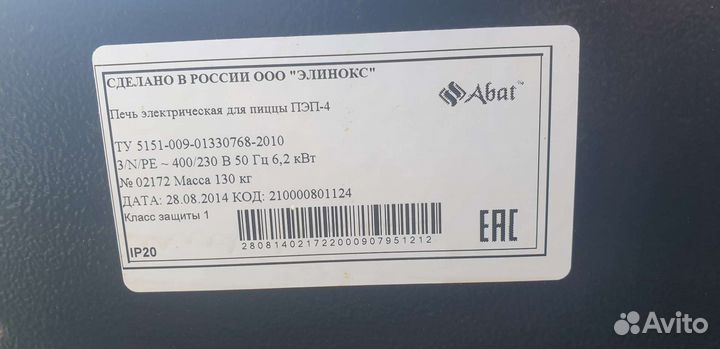 СДЕЛАНО В РОССИИ ООО "ЭЛИНОКС"
Abat™
Печь электрическая для пиццы ПЭП-4
ТУ 5151-009-01330768-2010
3/N/PE ~ 400/230 В 50 Гц 6,2 кВт
№ 02172 Масса 130 кг
ДАТА: 28.08.2014 КОД: 210000801124
Класс защиты 1
280814021722000907951212
EAC
IP20
Avito